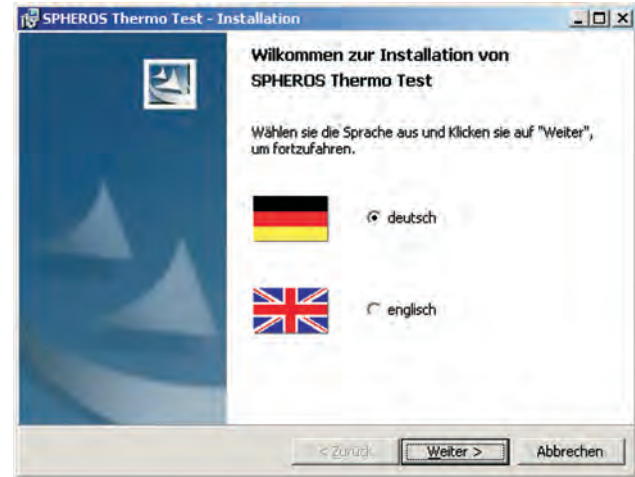 SPHEROS Thermo Test - Installation
Wilkommen zur Installation von
SPHEROS Thermo Test
Wählen sie die Sprache aus und Klicken sie auf "Weiter",
um fortzufahren.
deutsch
englisch
< Zurück Weiter > Abbrechen